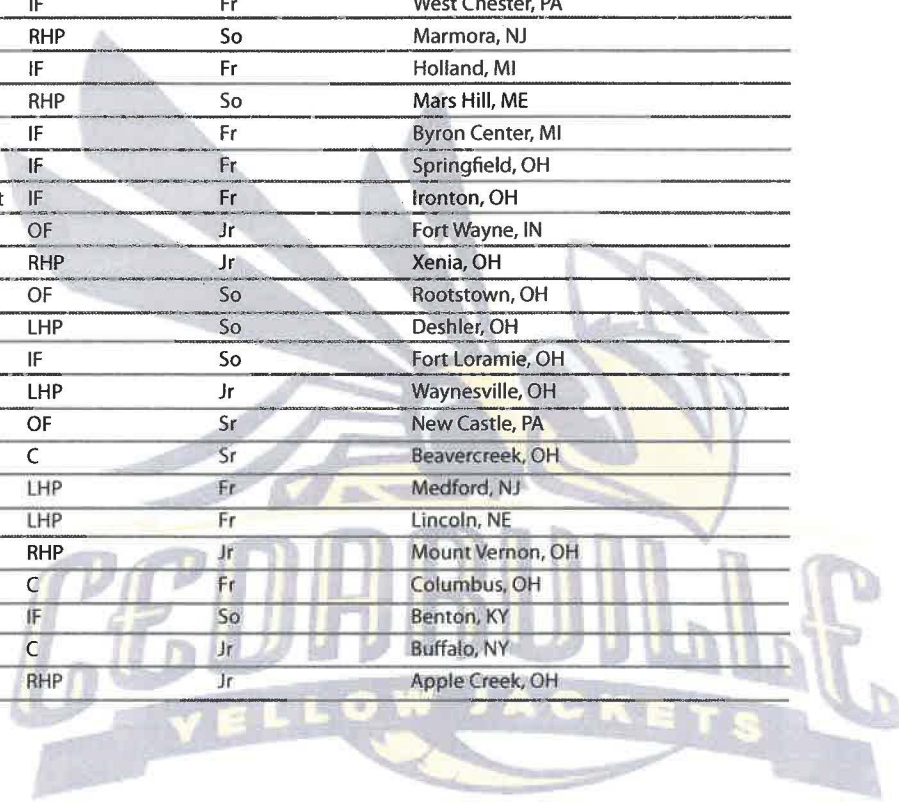 IF Fr West Chester, PA
RHP So Marmora, NJ
IF Fr Holland, MI
RHP So Mars Hill, ME
IF Fr Byron Center, MI
IF Fr Springfield, OH
t IF Fr Ironton, OH
OF Jr Fort Wayne, IN
RHP Jr Xenia, OH
OF So Rootstown, OH
LHP So Deshler, OH
IF So Fort Loramie, OH
LHP Jr Waynesville, OH
OF Sr New Castle, PA
C Sr Beavercreek, OH
LHP Fr Medford, NJ
LHP Fr Lincoln, NE
RHP Jr Mount Vernon, OH
C Fr Columbus, OH
IF So Benton, KY
C Jr Buffalo, NY
RHP Jr Apple Creek, OH
CEDARVILLE
YELLOW JACKETS